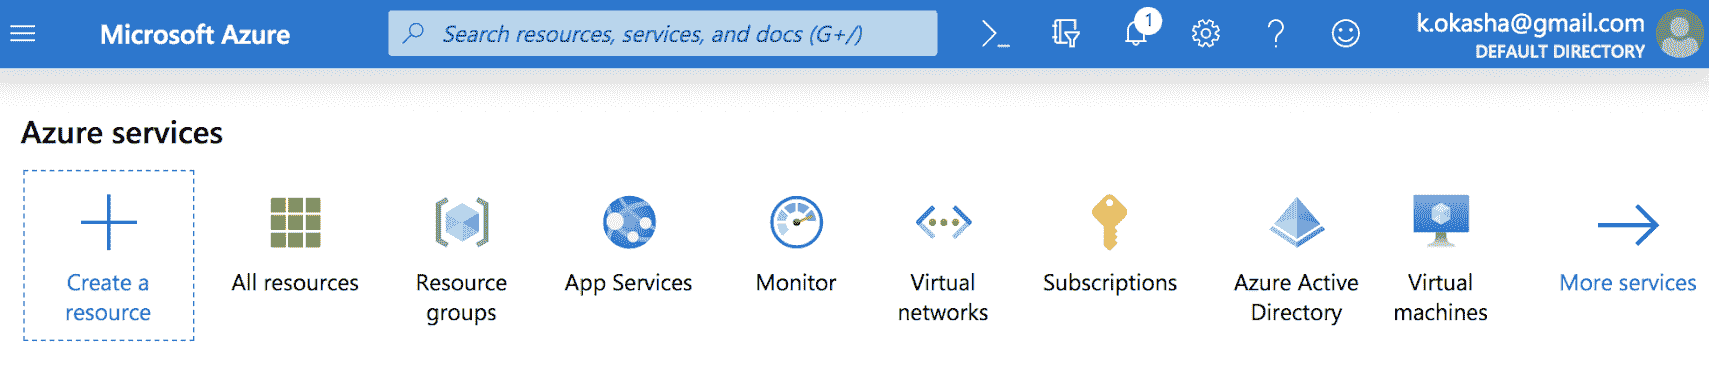 Microsoft Azure
Search resources, services, and docs (G+/)
1
k.okasha@gmail.com
DEFAULT DIRECTORY
Azure services
Create a
resource
All resources
Resource
groups
App Services
Monitor
Virtual
networks
Subscriptions
Azure Active
Directory
Virtual
machines
More services